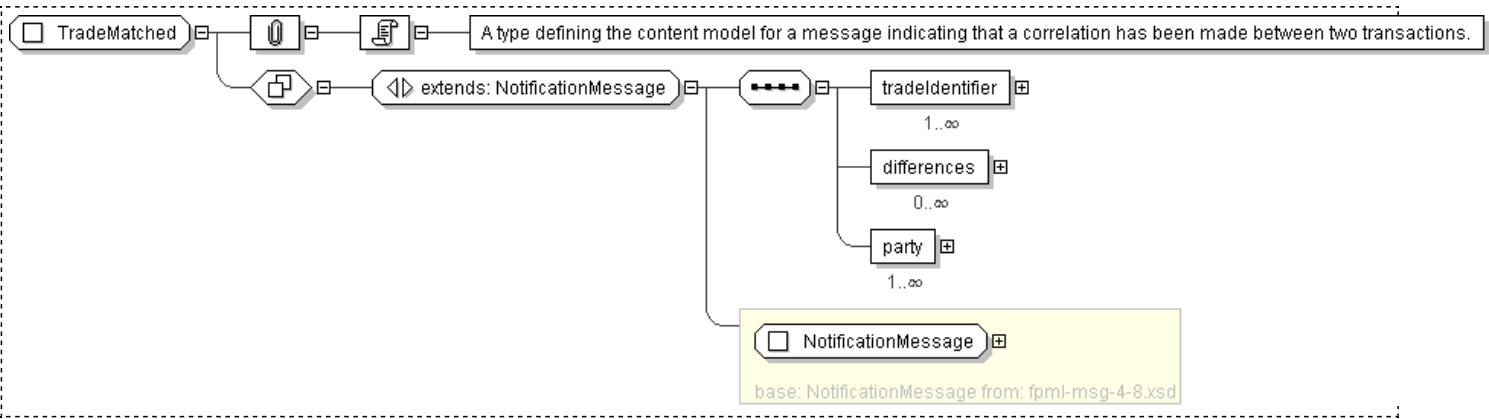 TradeMatched
A type defining the content model for a message indicating that a correlation has been made between two transactions.
extends: NotificationMessage
tradeIdentifier
1..∞
differences
0..∞
party
1..∞
NotificationMessage
base: NotificationMessage from: fpml-msg-4-8.xsd